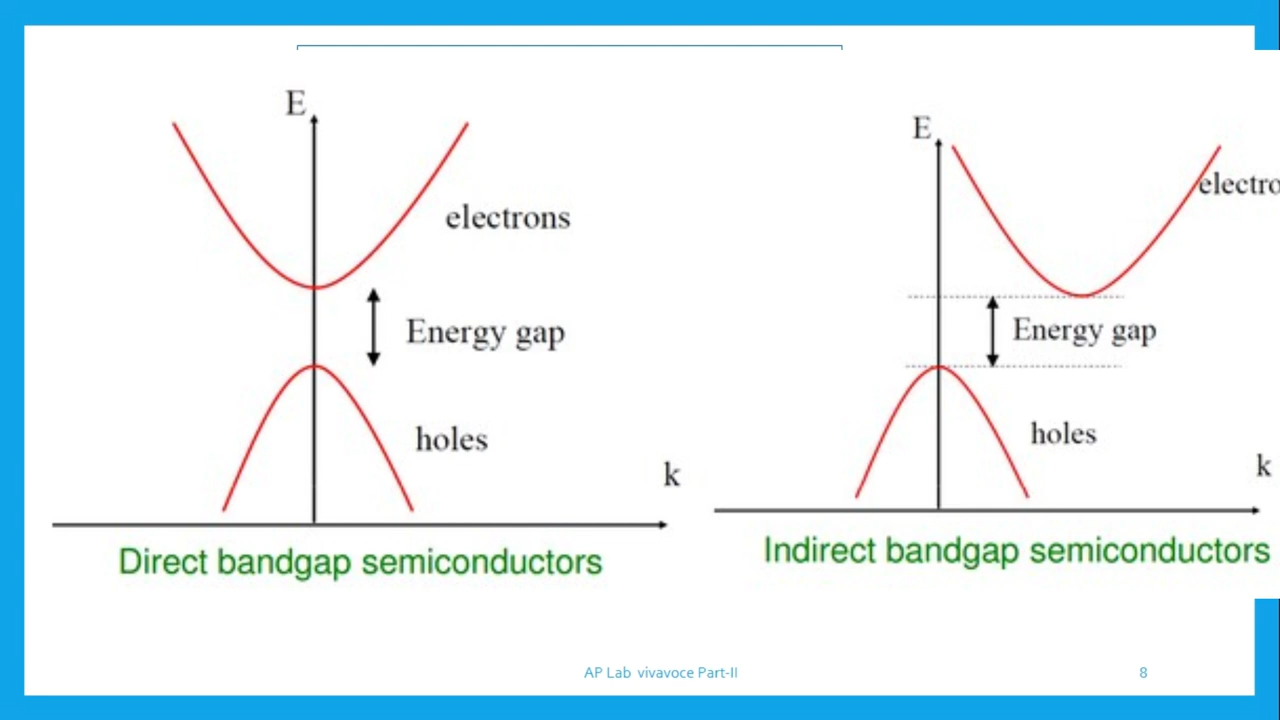 E
electrons
Energy gap
holes
k
Direct bandgap semiconductors
E
electro
Energy gap
holes
k
Indirect bandgap semiconductors
AP Lab vivavoce Part-II
8